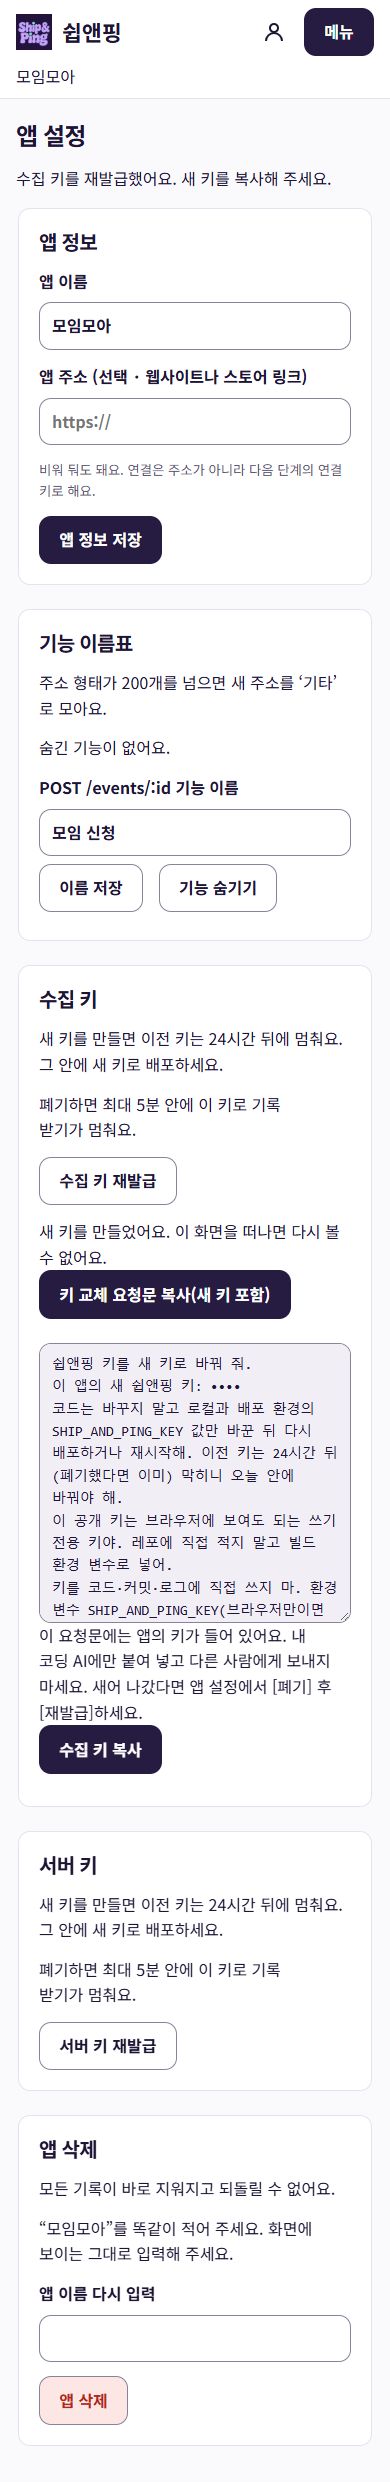 Ship&
Ping
쉽앤핑
메뉴
모임모아
앱 설정
수집 키를 재발급했어요. 새 키를 복사해 주세요.
앱 정보
앱 이름
모임모아
앱 주소 (선택 · 웹사이트나 스토어 링크)
https://
비워 둬도 돼요. 연결은 주소가 아니라 다음 단계의 연결
키로 해요.
앱 정보 저장
기능 이름표
주소 형태가 200개를 넘으면 새 주소를 ‘기타’
로 모아요.
숨긴 기능이 없어요.
POST /events/:id 기능 이름
모임 신청
이름 저장
기능 숨기기
수집 키
새 키를 만들면 이전 키는 24시간 뒤에 멈춰요.
그 안에 새 키로 배포하세요.
폐기하면 최대 5분 안에 이 키로 기록
받기가 멈춰요.
수집 키 재발급
새 키를 만들었어요. 이 화면을 떠나면 다시 볼
수 없어요.
키 교체 요청문 복사(새 키 포함)
쉽앤핑 키를 새 키로 바꿔 줘.
이 앱의 새 쉽앤핑 키: ••••
코드는 바꾸지 말고 로컬과 배포 환경의
SHIP_AND_PING_KEY 값만 바꾼 뒤 다시
배포하거나 재시작해. 이전 키는 24시간 뒤
(폐기했다면 이미) 막히니 오늘 안에
바꿔야 해.
이 공개 키는 브라우저에 보여도 되는 쓰기
전용 키야. 레포에 직접 적지 말고 빌드
환경 변수로 넣어.
키를 코드·커밋·로그에 직접 쓰지 마. 환경
변수 SHIP_AND_PING_KEY(브라우저만이면
이 요청문에는 앱의 키가 들어 있어요. 내
코딩 AI에만 붙여 넣고 다른 사람에게 보내지
마세요. 새어 나갔다면 앱 설정에서 [폐기] 후
[재발급]하세요.
수집 키 복사
서버 키
새 키를 만들면 이전 키는 24시간 뒤에 멈춰요.
그 안에 새 키로 배포하세요.
폐기하면 최대 5분 안에 이 키로 기록
받기가 멈춰요.
서버 키 재발급
앱 삭제
모든 기록이 바로 지워지고 되돌릴 수 없어요.
“모임모아”를 똑같이 적어 주세요. 화면에
보이는 그대로 입력해 주세요.
앱 이름 다시 입력
앱 삭제